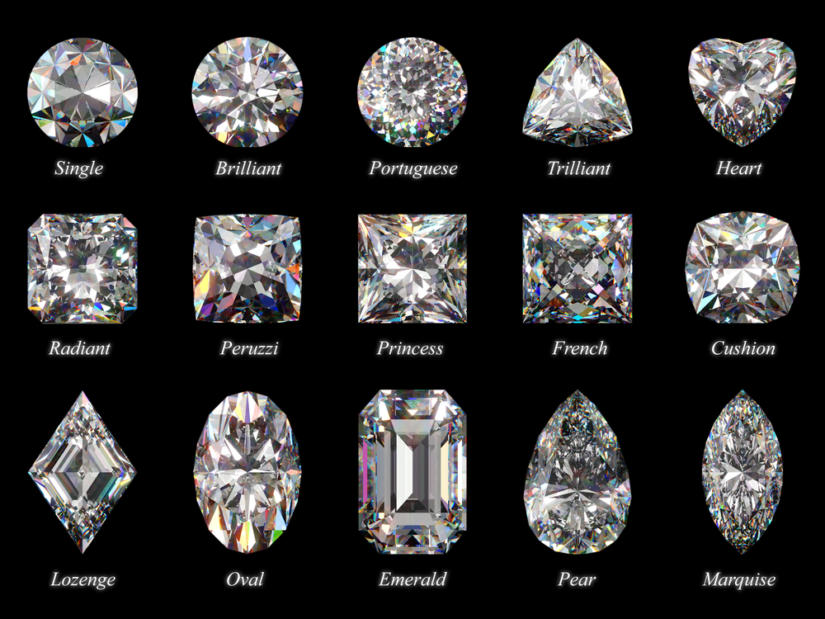 Single
Brilliant
Portuguese
Trilliant
Heart
Radiant
Peruzzi
Princess
French
Cushion
Lozenge
Oval
Emerald
Pear
Marquise